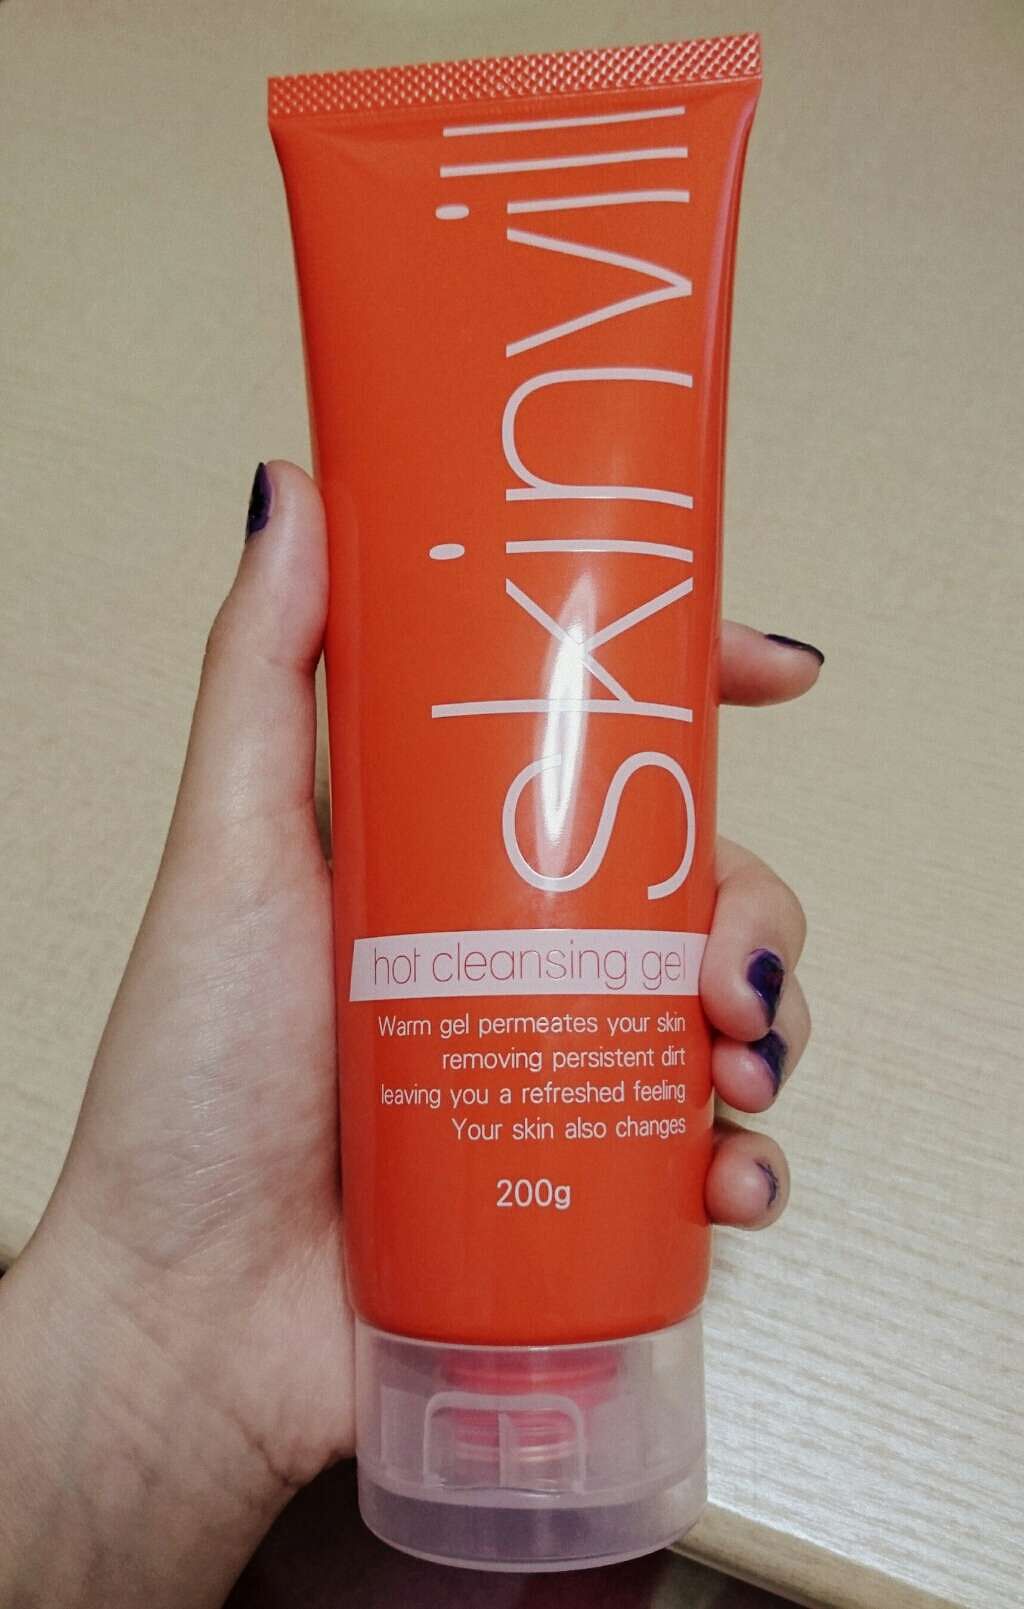 Skinvill
hot cleansing gel
Warm gel permeates your skin
removing persistent dirt
leaving you a refreshed feeling
Your skin also changes
200g